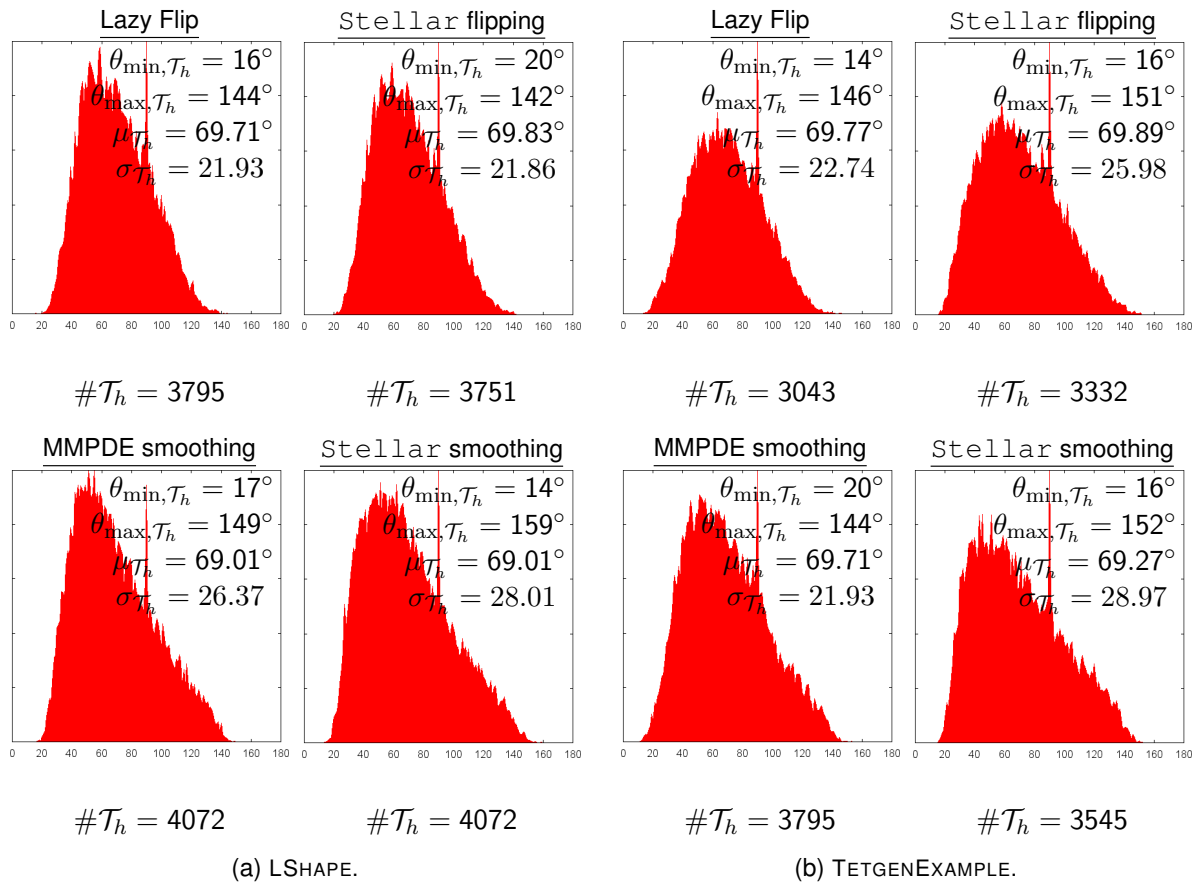 Lazy Flip
θmin,Th = 16°
θmax,Th = 144°
μTh = 69.71°
σTh = 21.93
0 20 40 60 80 100 120 140 160 180
#Th = 3795
Stellar flipping
θmin,Th = 20°
θmax,Th = 142°
μTh = 69.83°
σTh = 21.86
0 20 40 60 80 100 120 140 160 180
#Th = 3751
Lazy Flip
θmin,Th = 14°
θmax,Th = 146°
μTh = 69.77°
σTh = 22.74
0 20 40 60 80 100 120 140 160 180
#Th = 3043
Stellar flipping
θmin,Th = 16°
θmax,Th = 151°
μTh = 69.89°
σTh = 25.98
0 20 40 60 80 100 120 140 160 180
#Th = 3332
MMPDE smoothing
θmin,Th = 17°
θmax,Th = 149°
μTh = 69.01°
σTh = 26.37
0 20 40 60 80 100 120 140 160 180
#Th = 4072
Stellar smoothing
θmin,Th = 14°
θmax,Th = 159°
μTh = 69.01°
σTh = 28.01
0 20 40 60 80 100 120 140 160 180
#Th = 4072
MMPDE smoothing
θmin,Th = 20°
θmax,Th = 144°
μTh = 69.71°
σTh = 21.93
0 20 40 60 80 100 120 140 160 180
#Th = 3795
Stellar smoothing
θmin,Th = 16°
θmax,Th = 152°
μTh = 69.27°
σTh = 28.97
0 20 40 60 80 100 120 140 160 180
#Th = 3545
(a) LSHAPE.
(b) TETGENEXAMPLE.